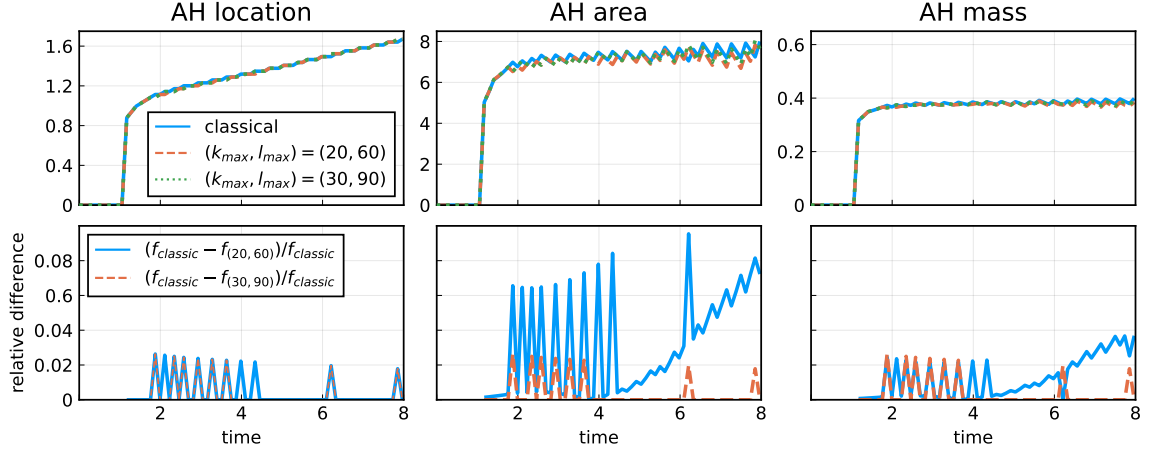 AH location
AH area
AH mass
1.6
1.2
0.8
0.4
0
classical
(k_max, l_max) = (20, 60)
(k_max, l_max) = (30, 90)
8
6
4
2
0
0.6
0.4
0.2
0
relative difference
0.08
0.06
0.04
0.02
0
(f_classic − f_(20, 60))/f_classic
(f_classic − f_(30, 90))/f_classic
2 4 6 8
2 4 6 8
2 4 6 8
time
time
time